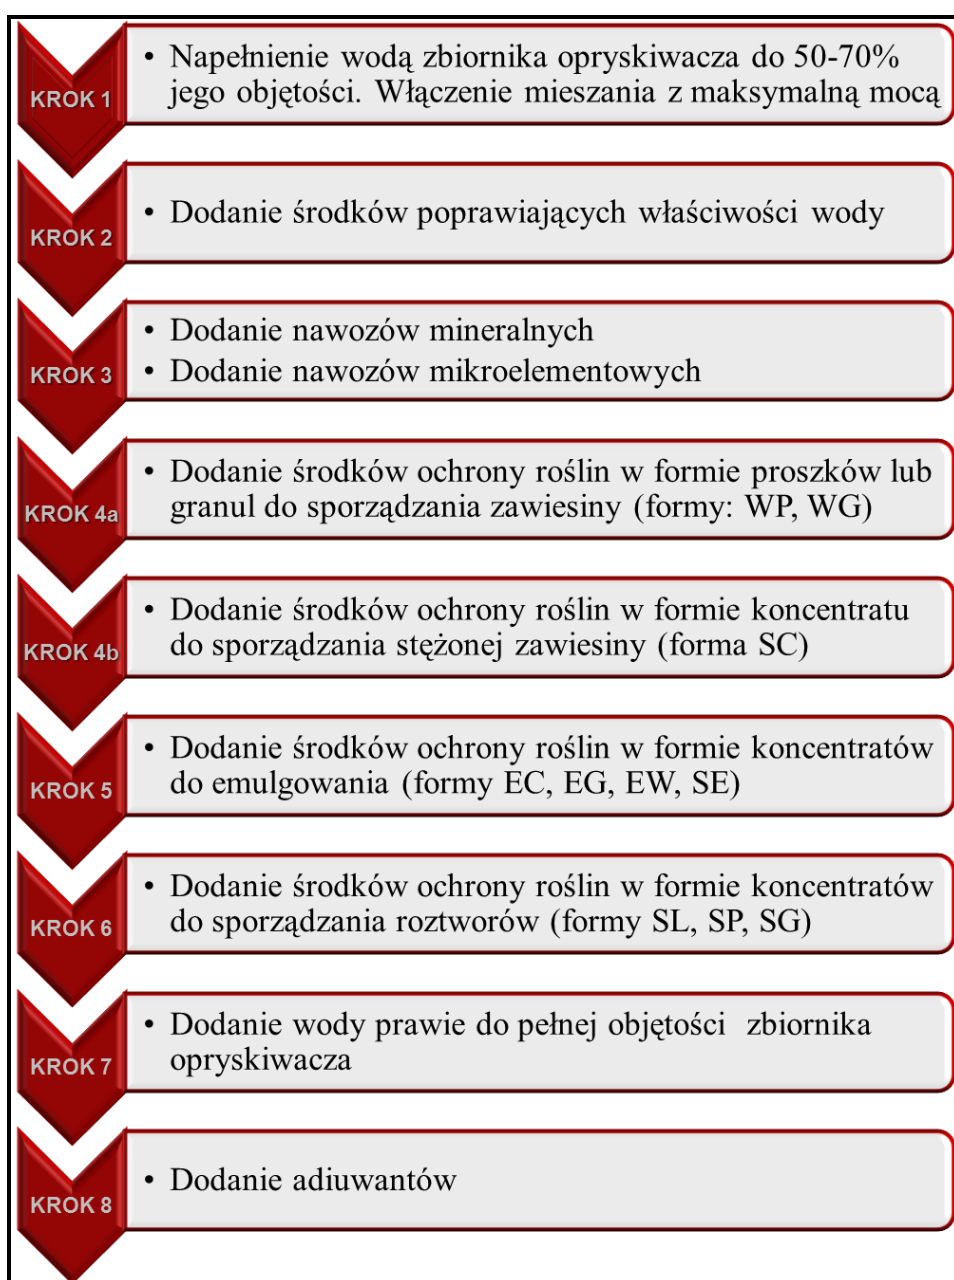 KROK 1
• Napełnienie wodą zbiornika opryskiwacza do 50-70%
jego objętości. Włączenie mieszania z maksymalną mocą
KROK 2
• Dodanie środków poprawiających właściwości wody
KROK 3
• Dodanie nawozów mineralnych
• Dodanie nawozów mikroelementowych
KROK 4a
• Dodanie środków ochrony roślin w formie proszków lub
granul do sporządzania zawiesiny (formy: WP, WG)
KROK 4b
• Dodanie środków ochrony roślin w formie koncentratu
do sporządzania stężonej zawiesiny (forma SC)
KROK 5
• Dodanie środków ochrony roślin w formie koncentratów
do emulgowania (formy EC, EG, EW, SE)
KROK 6
• Dodanie środków ochrony roślin w formie koncentratów
do sporządzania roztworów (formy SL, SP, SG)
KROK 7
• Dodanie wody prawie do pełnej objętości zbiornika
opryskiwacza
KROK 8
• Dodanie adiuwantów